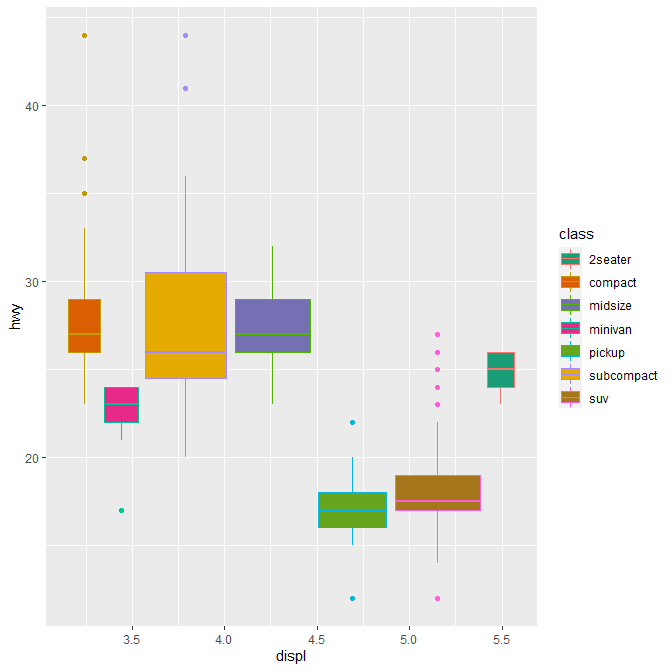 hwy
40
30
20
3.5 4.0 4.5 5.0 5.5
displ
class
2seater
compact
midsize
minivan
pickup
subcompact
suv